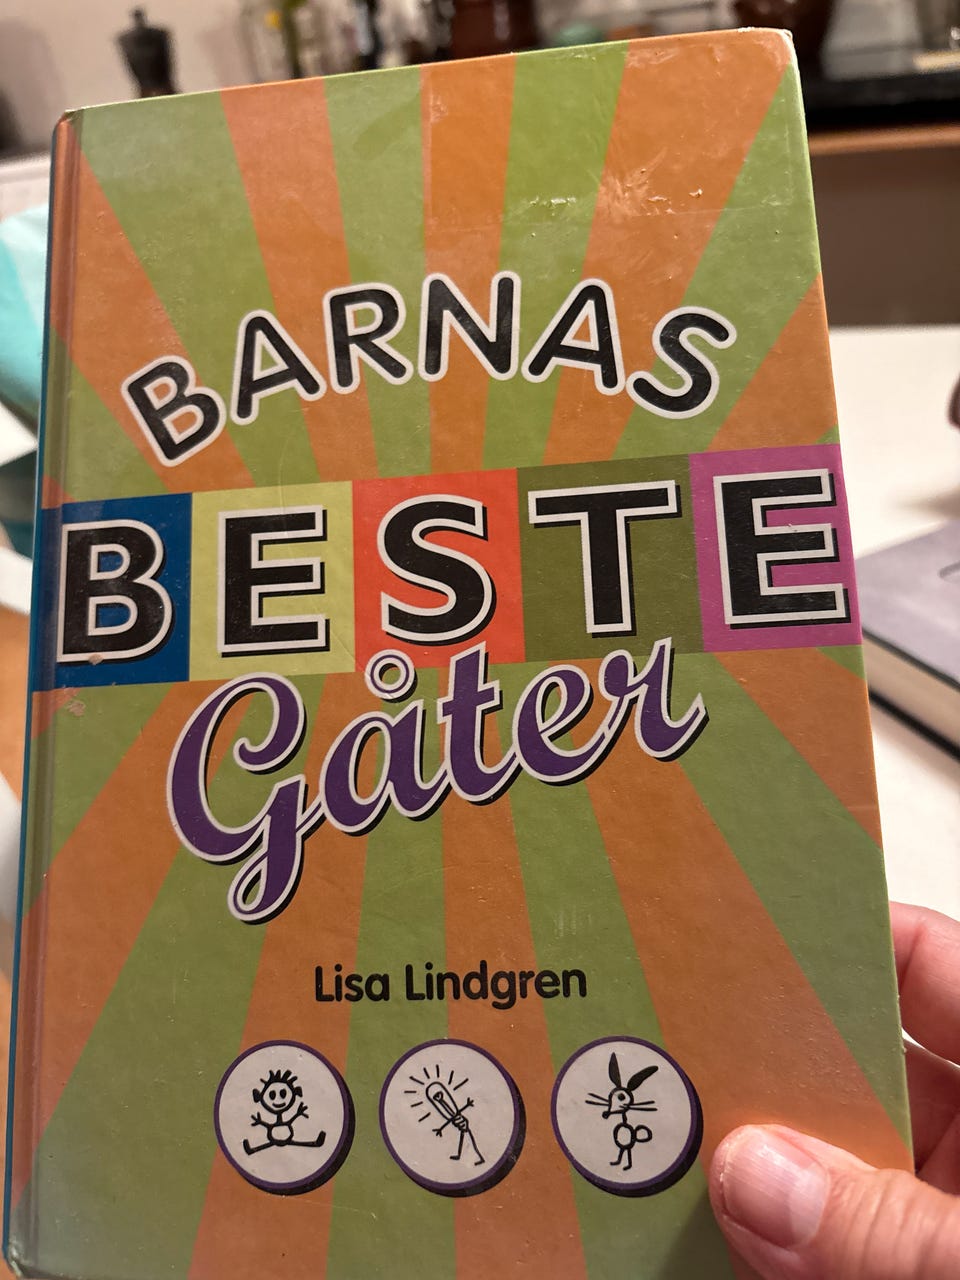 BARNAS
BESTE
Gåter
Lisa Lindgren